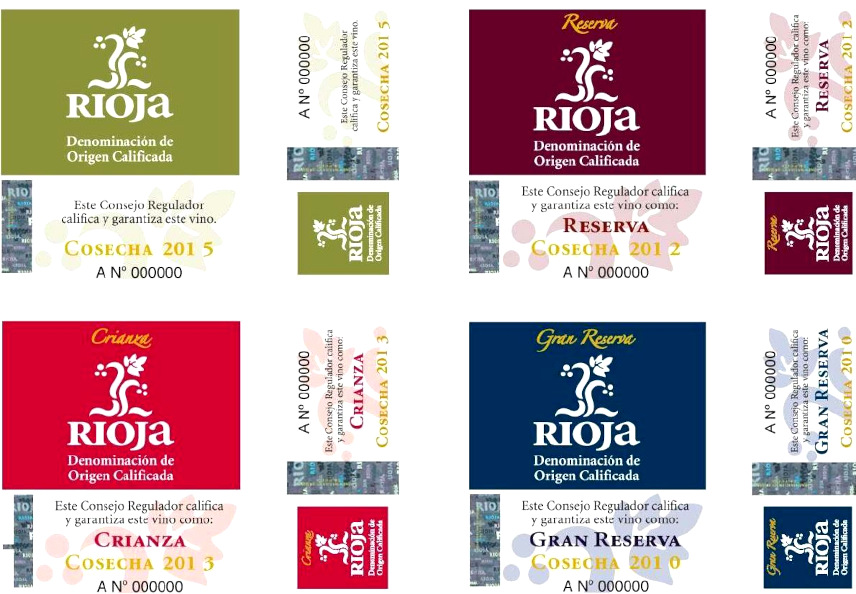 RIOJA
Denominación de
Origen Calificada
Este Consejo Regulador
califica y garantiza este vino.
COSECHA 201 5
A Nº 000000
A Nº 000000
Este Consejo Regulador
califica y garantiza este vino.
COSECHA 201 5
RIOJA
Denominación de
Origen Calificada
Reserva
RIOJA
Denominación de
Origen Calificada
Este Consejo Regulador califica
y garantiza este vino como:
RESERVA
COSECHA 201 2
A Nº 000000
A Nº 000000
Este Consejo Regulador califica
y garantiza este vino como:
RESERVA
COSECHA 201 2
Reserva
RIOJA
Denominación de
Origen Calificada
Crianza
RIOJA
Denominación de
Origen Calificada
Este Consejo Regulador califica
y garantiza este vino como:
CRIANZA
COSECHA 201 3
A Nº 000000
A Nº 000000
Este Consejo Regulador califica
y garantiza este vino como:
CRIANZA
COSECHA 201 3
Crianza
RIOJA
Denominación de
Origen Calificada
Gran Reserva
RIOJA
Denominación de
Origen Calificada
Este Consejo Regulador califica
y garantiza este vino como:
GRAN RESERVA
COSECHA 201 0
A Nº 000000
A Nº 000000
Este Consejo Regulador califica
y garantiza este vino como:
GRAN RESERVA
COSECHA 201 0
Gran Reserva
RIOJA
Denominación de
Origen Calificada